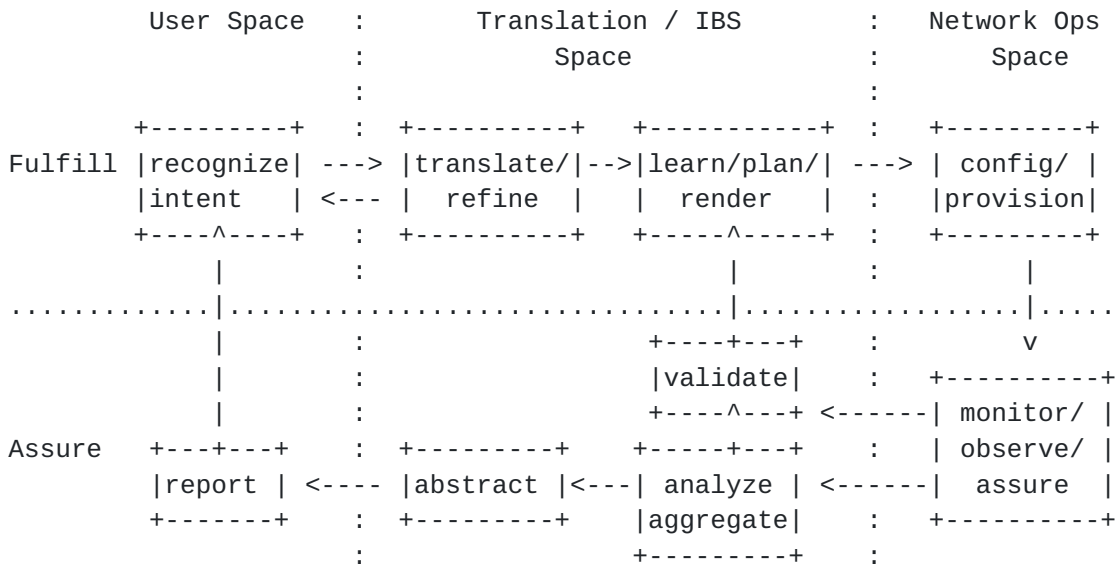 User Space   :       Translation / IBS       :  Network Ops
                           :            Space              :     Space
                           :                               :
             +---------+   :  +----------+  +-----------+  :  +---------+
     Fulfill |recognize| ---> |translate/|-->|learn/plan/| ---> | config/ |
             |intent   | <--- |  refine  |  |  render   |  :  |provision|
             +----^----+   :  +----------+  +-----^-----+  :  +---------+
                  |        :                      |        :       |
     .............|................................|..................|.....
                  |        :                 +----+---+    :       v
                  |        :                 |validate|    :  +----------+
                  |        :                 +----^---+ <------| monitor/ |
     Assure   +---+---+    :  +---------+   +-----+---+    :  | observe/ |
              |report | <---- |abstract |<---| analyze | <------|  assure  |
              +-------+    :  +---------+   |aggregate|    :  +----------+
                           :                +---------+    :